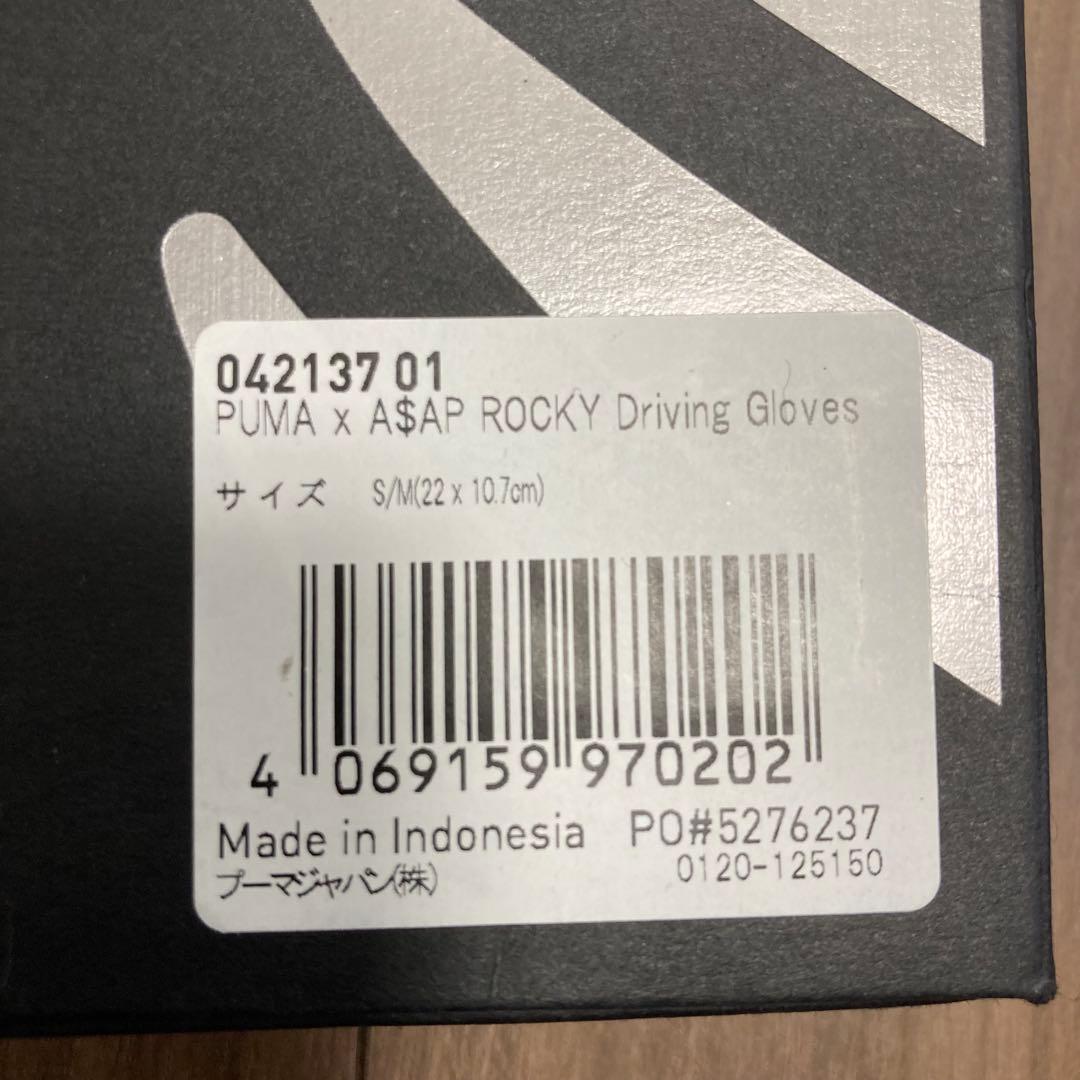 042137 01
PUMA x A$AP ROCKY Driving Gloves
サイズ S/M(22 x 10.7cm)
4 069159 970202
Made in Indonesia PO#5276237
プーマジャパン(株) 0120-125150